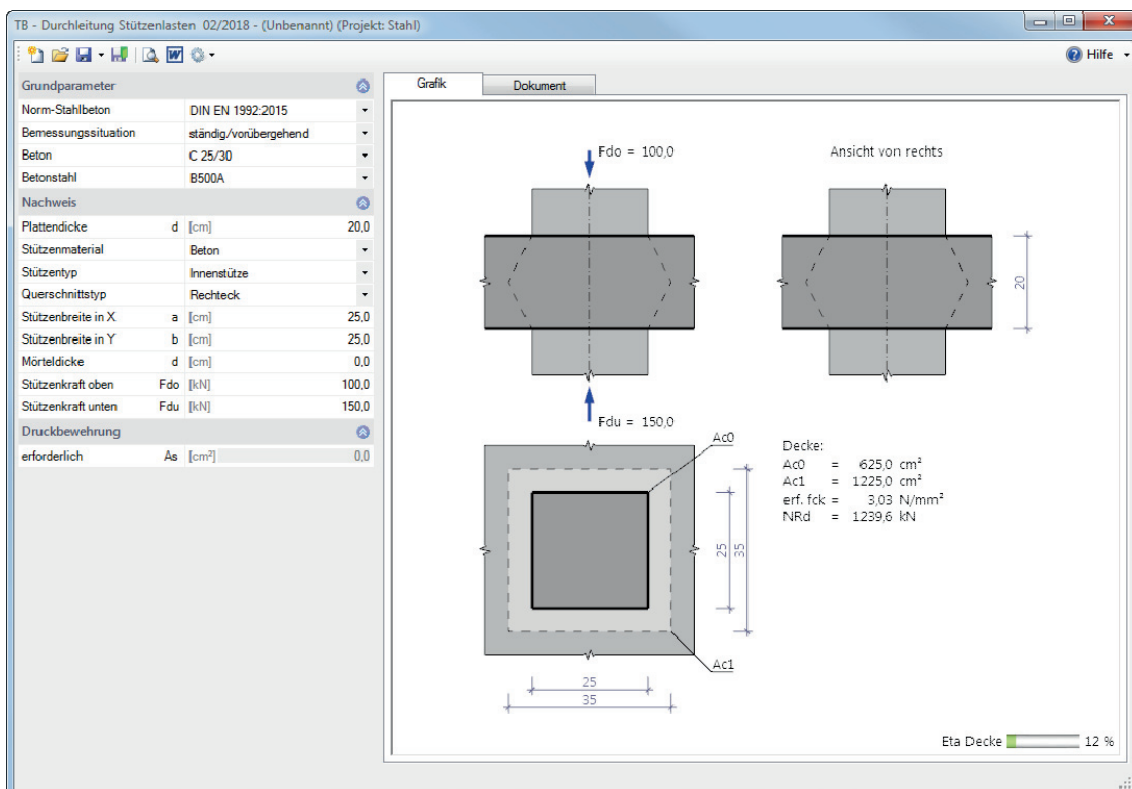 TB - Durchleitung Stützenlasten 02/2018 - (Unbenannt) (Projekt: Stahl)
Hilfe
Grundparameter
Norm-Stahlbeton DIN EN 1992:2015
Bemessungssituation ständig/vorübergehend
Beton C 25/30
Betonstahl B500A
Nachweis
Plattendicke d [cm] 20,0
Stützenmaterial Beton
Stützentyp Innenstütze
Querschnittstyp Rechteck
Stützenbreite in X a [cm] 25,0
Stützenbreite in Y b [cm] 25,0
Mörteldicke d [cm] 0,0
Stützenkraft oben Fdo [kN] 100,0
Stützenkraft unten Fdu [kN] 150,0
Druckbewehrung
erforderlich As [cm²] 0,0
Grafik Dokument
Fdo = 100,0
Ansicht von rechts
20
Fdu = 150,0
Ac0
Decke:
Ac0 = 625,0 cm²
Ac1 = 1225,0 cm²
erf. fck = 3,03 N/mm²
NRd = 1239,6 kN
25
35
Ac1
25
35
Eta Decke 12 %